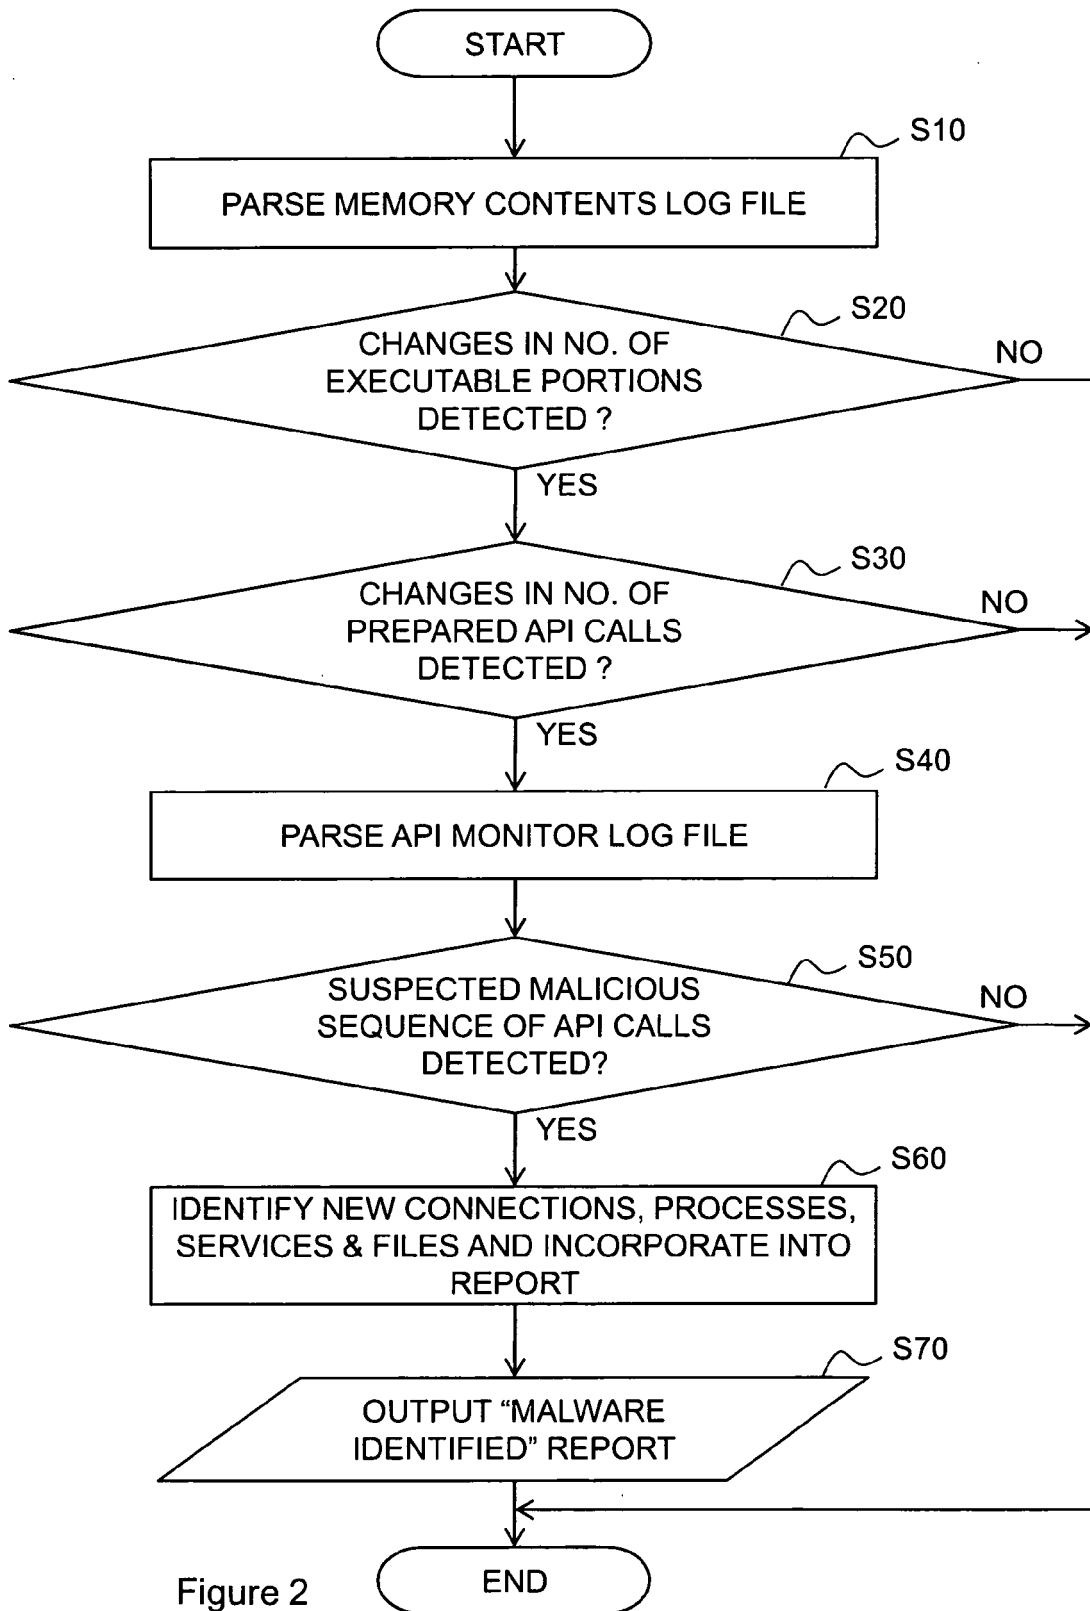 START
S10
PARSE MEMORY CONTENTS LOG FILE
S20
CHANGES IN NO. OF
EXECUTABLE PORTIONS
DETECTED ?
NO
YES
S30
CHANGES IN NO. OF
PREPARED API CALLS
DETECTED ?
NO
YES
S40
PARSE API MONITOR LOG FILE
S50
SUSPECTED MALICIOUS
SEQUENCE OF API CALLS
DETECTED?
NO
YES
S60
IDENTIFY NEW CONNECTIONS, PROCESSES,
SERVICES & FILES AND INCORPORATE INTO
REPORT
S70
OUTPUT “MALWARE
IDENTIFIED” REPORT
END
Figure 2